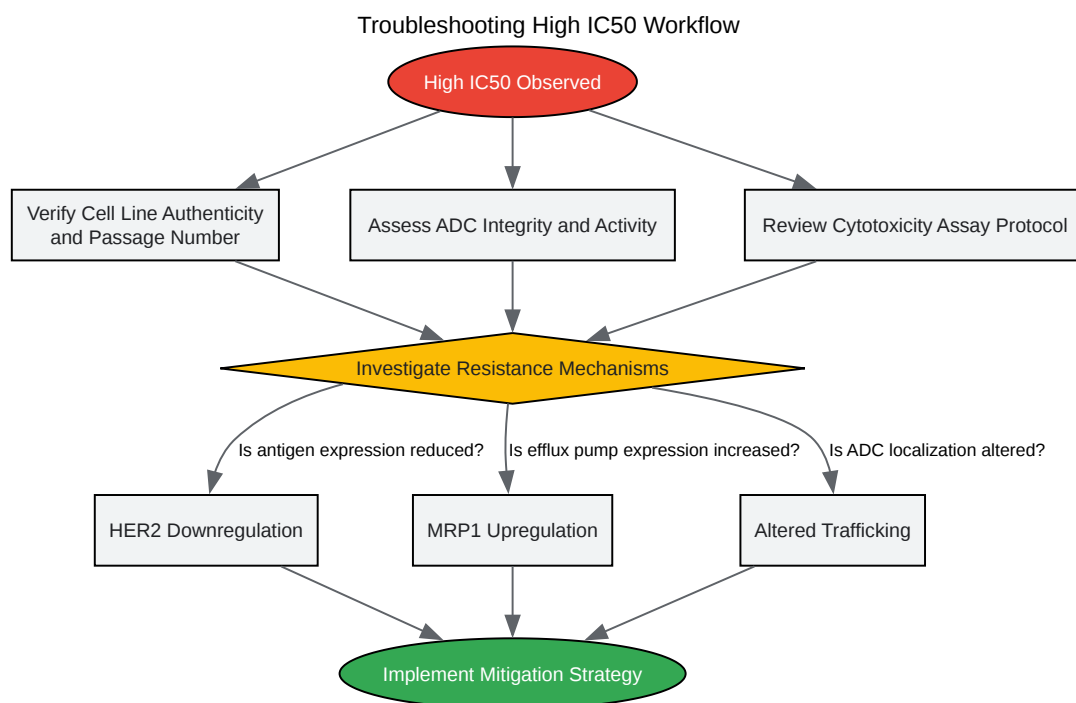 Troubleshooting High IC50 Workflow
High IC50 Observed
Verify Cell Line Authenticity
and Passage Number
Assess ADC Integrity and Activity
Review Cytotoxicity Assay Protocol
Investigate Resistance Mechanisms
Is antigen expression reduced?
Is efflux pump expression increased?
Is ADC localization altered?
HER2 Downregulation
MRP1 Upregulation
Altered Trafficking
Implement Mitigation Strategy